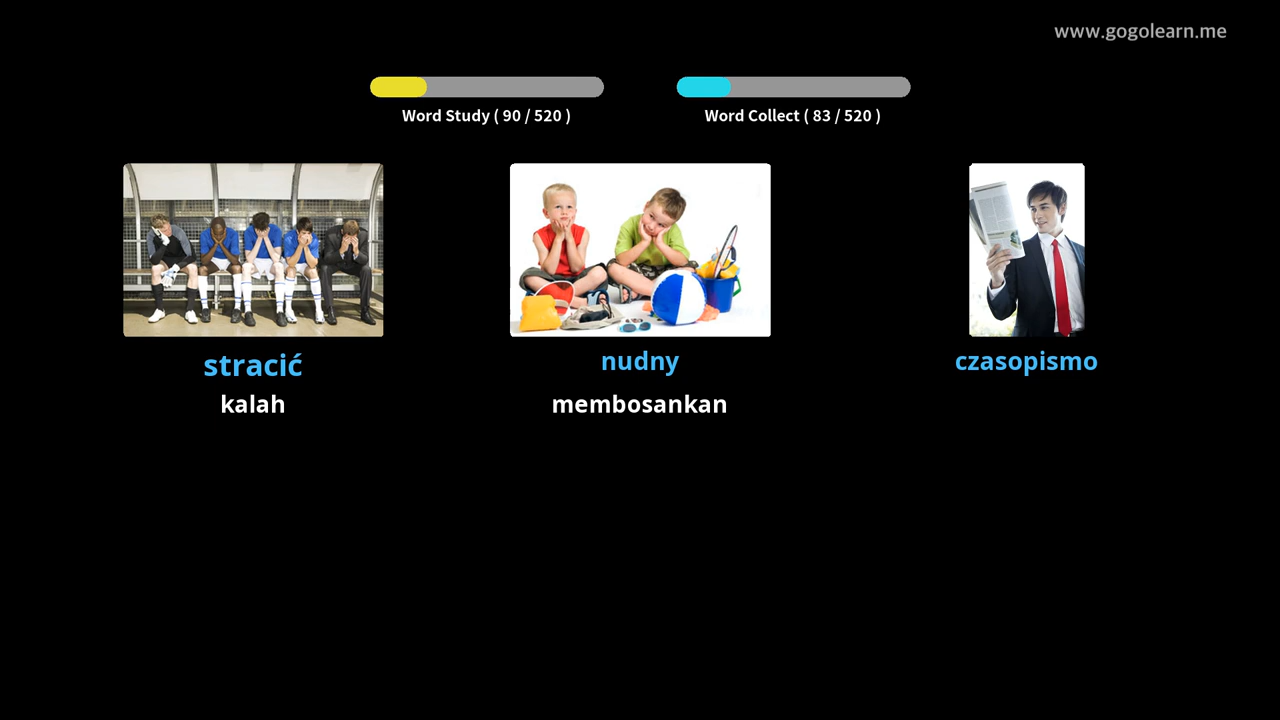 www.gogolearn.me
Word Study ( 90 / 520 )
Word Collect ( 83 / 520 )
stracić
kalah
nudny
membosankan
czasopismo